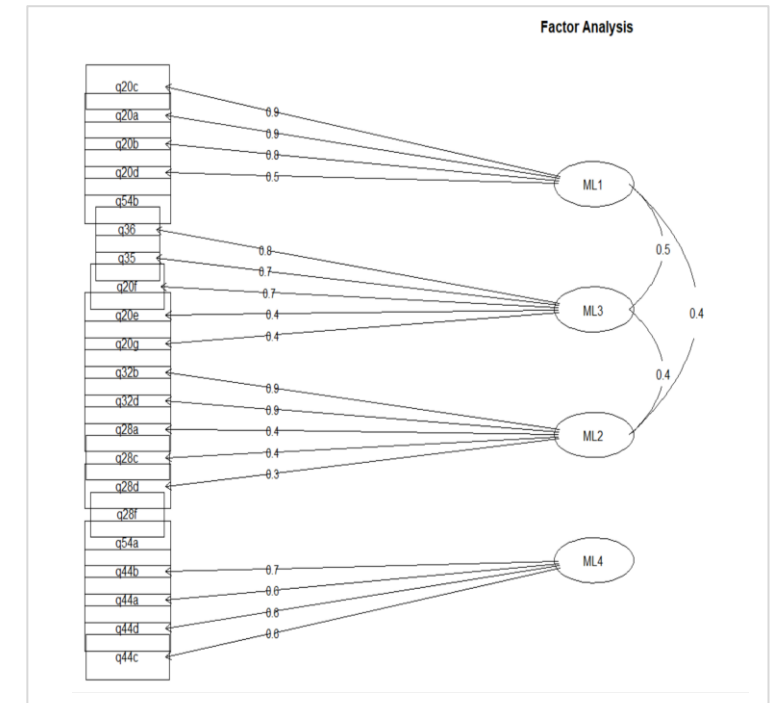 Factor Analysis
q20c
q20a
q20b
q20d
q54b
q36
q35
q20f
q20e
q20g
q32b
q32d
q28a
q28c
q28d
q28f
q54a
q44b
q44a
q44d
q44c
0.9
0.9
0.8
0.5
0.8
0.7
0.7
0.4
0.4
0.9
0.9
0.4
0.4
0.3
0.7
ML1
ML3
ML2
ML4
0.5
0.4
0.4